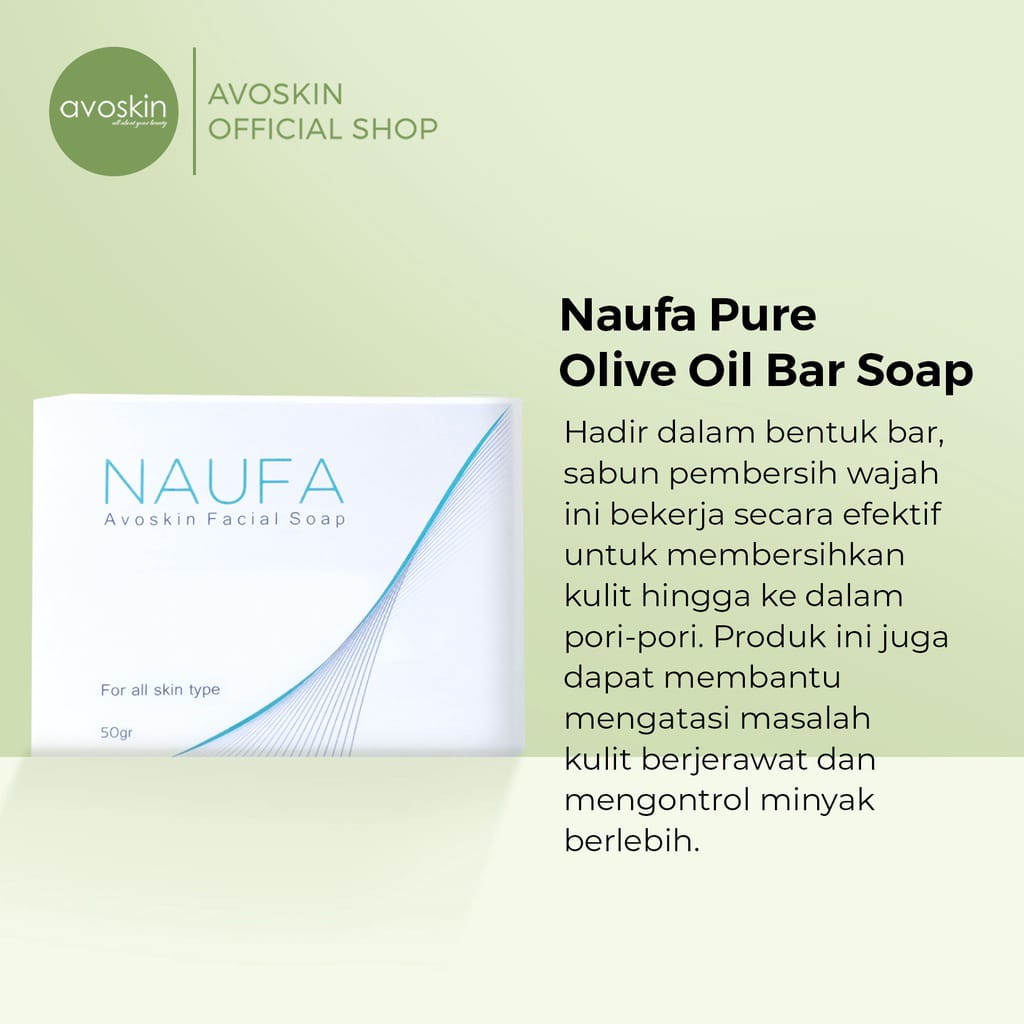 avoskin
all about your beauty
AVOSKIN
OFFICIAL SHOP
Naufa Pure
Olive Oil Bar Soap
Hadir dalam bentuk bar,
sabun pembersih wajah
ini bekerja secara efektif
untuk membersihkan
kulit hingga ke dalam
pori-pori. Produk ini juga
dapat membantu
mengatasi masalah
kulit berjerawat dan
mengontrol minyak
berlebih.
NAUFA
Avoskin Facial Soap
For all skin type
50gr